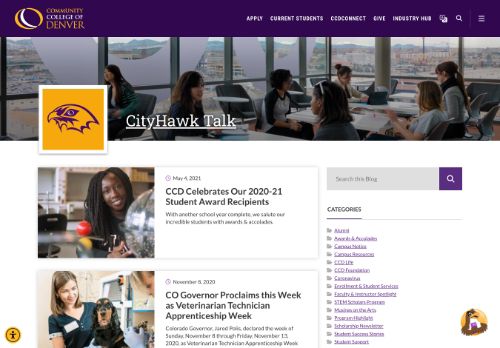 COMMUNITY
COLLEGE OF
DENVER
APPLY CURRENT STUDENTS CCDCONNECT GIVE INDUSTRY HUB
CityHawk Talk
May 4, 2021
CCD Celebrates Our 2020-21
Student Award Recipients
With another school year complete, we salute our
incredible students with awards & accolades.
November 8, 2020
CO Governor Proclaims this Week
as Veterinarian Technician
Apprenticeship Week
Colorado Governor, Jared Polis, declared the week of
Sunday, November 8 through Friday, November 13,
2020, as Veterinarian Technician Apprenticeship Week
Search this Blog
CATEGORIES
Alumni
Awards & Accolades
Campus Notice
Campus Resources
CCD Life
CCD Foundation
Coronavirus
Enrollment & Student Services
Faculty & Instructor Spotlight
STEM Scholars Program
Musings on the Arts
Program Highlight
Scholarship Newsletter
Student Success Stories
Student Support